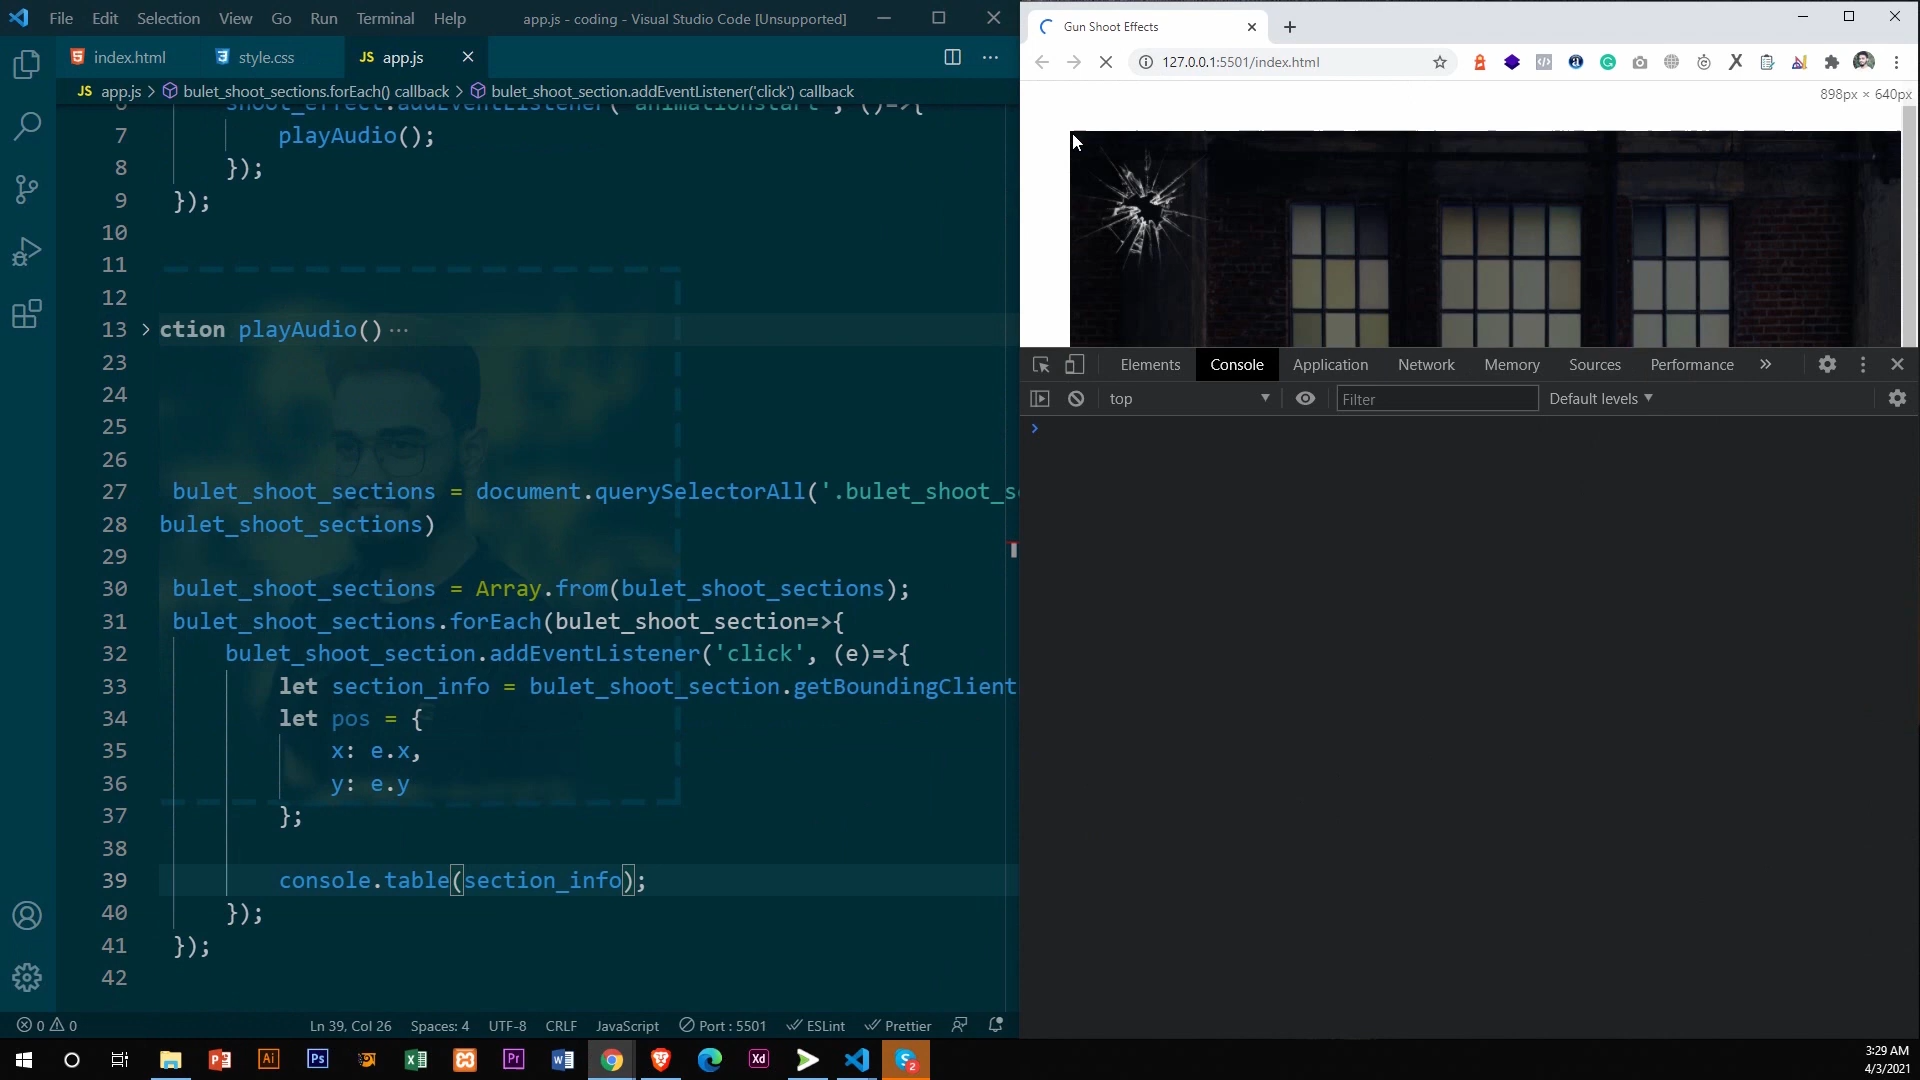 File Edit Selection View Go Run Terminal Help app.js - coding - Visual Studio Code [Unsupported]
index.html style.css JS app.js
JS app.js > bulet_shoot_sections.forEach() callback > bulet_shoot_section.addEventListener('click') callback
6 shoot_effect.addEventListener('animationstart', ()=>{
7 playAudio();
8 });
9 });
10
11
12
13 ction playAudio()···
23
24
25
26
27 bulet_shoot_sections = document.querySelectorAll('.bulet_shoot_s
28 bulet_shoot_sections)
29
30 bulet_shoot_sections = Array.from(bulet_shoot_sections);
31 bulet_shoot_sections.forEach(bulet_shoot_section=>{
32 bulet_shoot_section.addEventListener('click', (e)=>{
33 let section_info = bulet_shoot_section.getBoundingClient
34 let pos = {
35 x: e.x,
36 y: e.y
37 };
38
39 console.table(section_info);
40 });
41 });
42
0 0 Ln 39, Col 26 Spaces: 4 UTF-8 CRLF JavaScript Port : 5501 ESLint Prettier
Gun Shoot Effects
127.0.0.1:5501/index.html
898px × 640px
Elements Console Application Network Memory Sources Performance »
top Filter Default levels
3:29 AM
4/3/2021